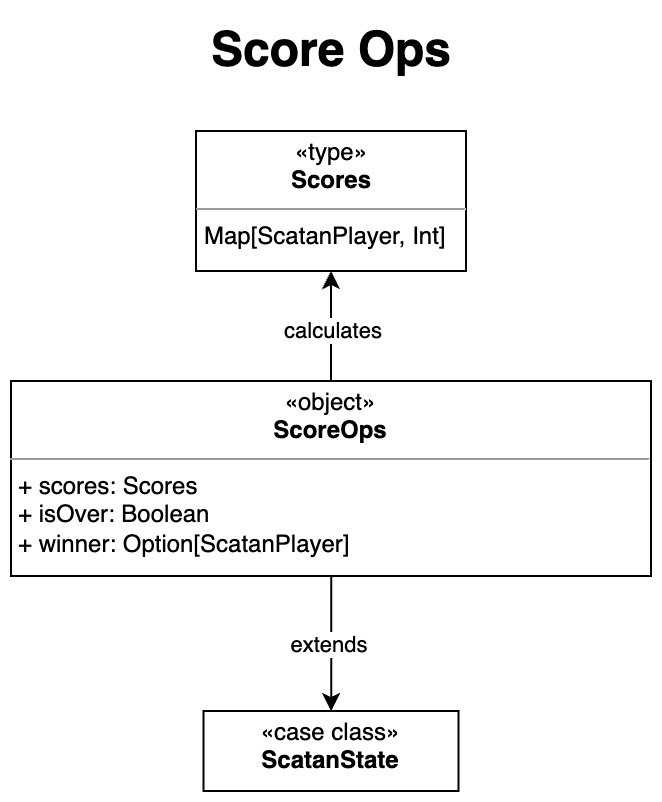 Score Ops
«type»
Scores
Map[ScatanPlayer, Int]
calculates
«object»
ScoreOps
+ scores: Scores
+ isOver: Boolean
+ winner: Option[ScatanPlayer]
extends
«case class»
ScatanState